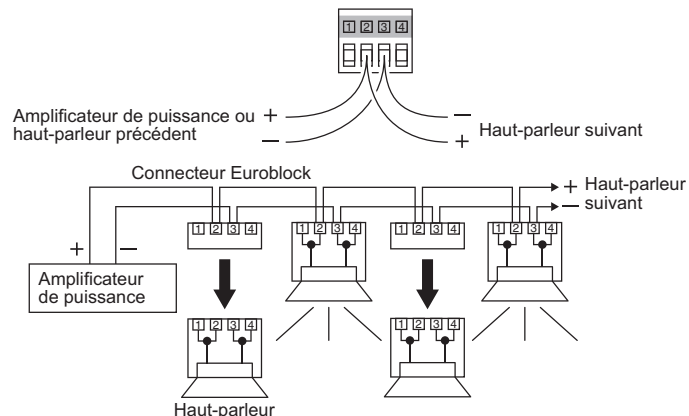 1 2 3 4
Amplificateur de puissance ou
haut-parleur précédent
+
−
−
+
Haut-parleur suivant
Connecteur Euroblock
+ Haut-parleur
− suivant
1 2 3 4
1 2 3 4
1 2 3 4
1 2 3 4
+ −
Amplificateur
de puissance
1 2 3 4
1 2 3 4
Haut-parleur